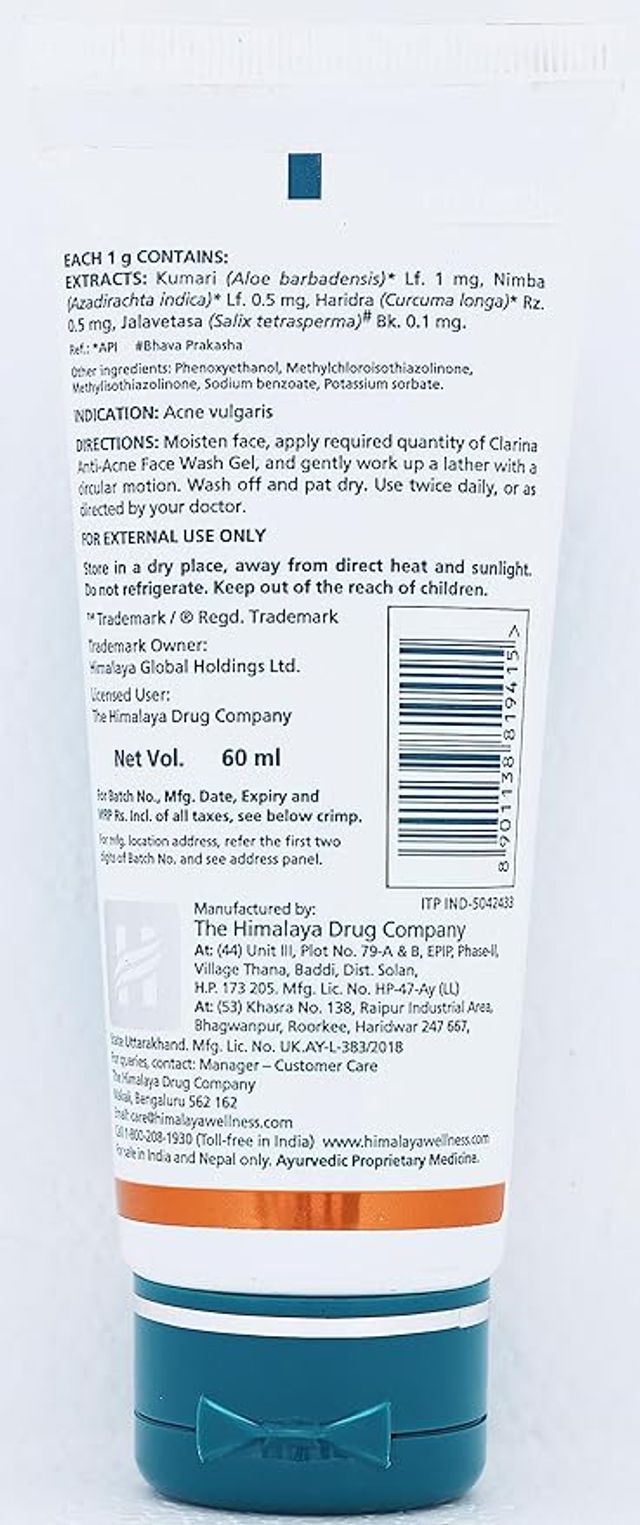 EACH 1 g CONTAINS:
EXTRACTS: Kumari (Aloe barbadensis)* Lf. 1 mg, Nimba
(Azadirachta indica)* Lf. 0.5 mg, Haridra (Curcuma longa)* Rz.
0.5 mg, Jalavetasa (Salix tetrasperma)# Bk. 0.1 mg.
Ref.: *API #Bhava Prakasha
Other ingredients: Phenoxyethanol, Methylchloroisothiazolinone,
Methylisothiazolinone, Sodium benzoate, Potassium sorbate.
INDICATION: Acne vulgaris
DIRECTIONS: Moisten face, apply required quantity of Clarina
Anti-Acne Face Wash Gel, and gently work up a lather with a
circular motion. Wash off and pat dry. Use twice daily, or as
directed by your doctor.
FOR EXTERNAL USE ONLY
Store in a dry place, away from direct heat and sunlight.
Do not refrigerate. Keep out of the reach of children.
™ Trademark / ® Regd. Trademark
Trademark Owner:
Himalaya Global Holdings Ltd.
Licensed User:
The Himalaya Drug Company
Net Vol. 60 ml
For Batch No., Mfg. Date, Expiry and
MRP Rs. Incl. of all taxes, see below crimp.
For mfg. location address, refer the first two
digits of Batch No. and see address panel.
8 901138 819415 >
ITP IND-5042433
Manufactured by:
The Himalaya Drug Company
At: (44) Unit III, Plot No. 79-A & B, EPIP, Phase-II,
Village Thana, Baddi, Dist. Solan,
H.P. 173 205. Mfg. Lic. No. HP-47-Ay (LL)
At: (53) Khasra No. 138, Raipur Industrial Area,
Bhagwanpur, Roorkee, Haridwar 247 667,
State Uttarakhand. Mfg. Lic. No. UK.AY-L-383/2018
For queries, contact: Manager – Customer Care
The Himalaya Drug Company
Makali, Bengaluru 562 162
Email: care@himalayawellness.com
Call 1-800-208-1930 (Toll-free in India) www.himalayawellness.com
For sale in India and Nepal only. Ayurvedic Proprietary Medicine.